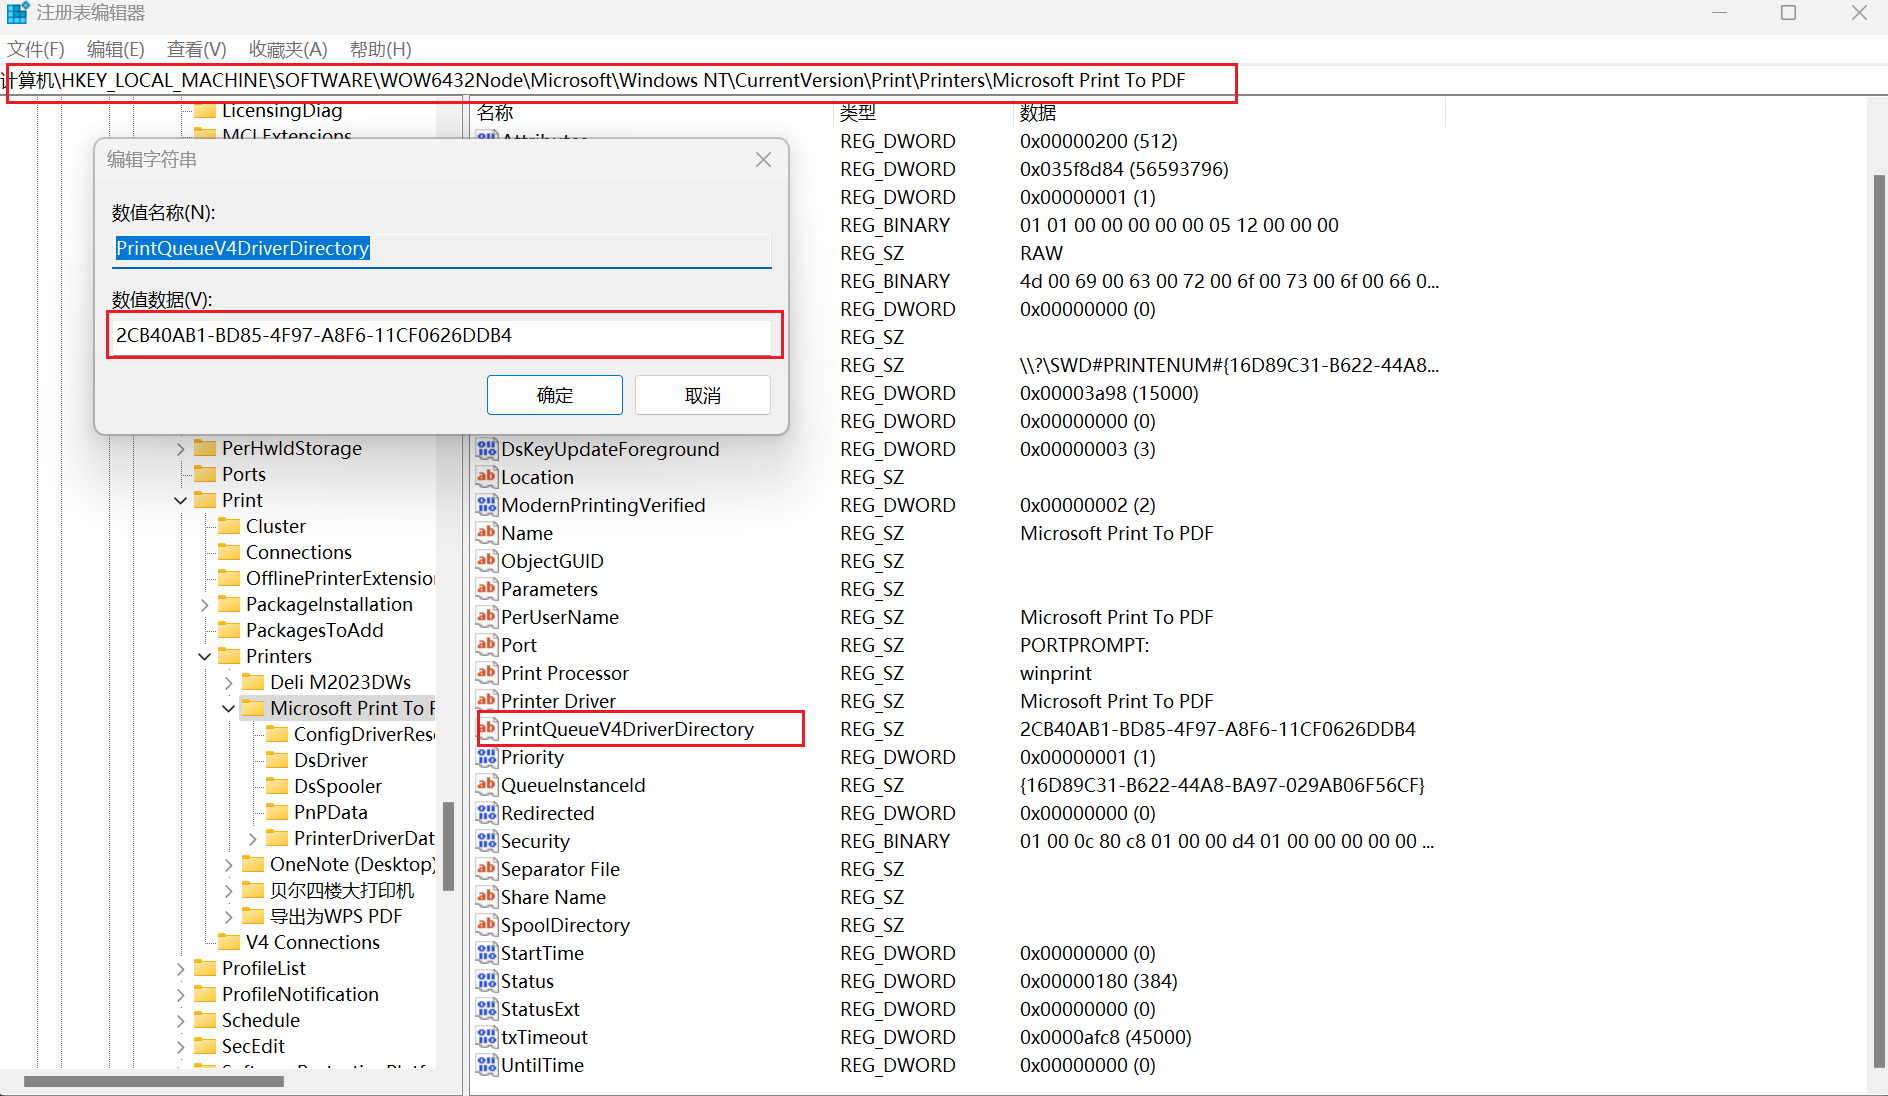 注册表编辑器
文件(F) 编辑(E) 查看(V) 收藏夹(A) 帮助(H)
计算机\HKEY_LOCAL_MACHINE\SOFTWARE\WOW6432Node\Microsoft\Windows NT\CurrentVersion\Print\Printers\Microsoft Print To PDF
LicensingDiag
MCI Extensions
编辑字符串
数值名称(N):
PrintQueueV4DriverDirectory
数值数据(V):
2CB40AB1-BD85-4F97-A8F6-11CF0626DDB4
确定 取消
PerHwIdStorage
Ports
Print
Cluster
Connections
OfflinePrinterExtensio
PackageInstallation
PackagesToAdd
Printers
Deli M2023DWs
Microsoft Print To P
ConfigDriverRes
DsDriver
DsSpooler
PnPData
PrinterDriverDat
OneNote (Desktop)
贝尔四楼大打印机
导出为WPS PDF
V4 Connections
ProfileList
ProfileNotification
Schedule
SecEdit
名称 类型 数据
Attributes REG_DWORD 0x00000200 (512)
REG_DWORD 0x035f8d84 (56593796)
REG_DWORD 0x00000001 (1)
REG_BINARY 01 01 00 00 00 00 00 05 12 00 00 00
REG_SZ RAW
REG_BINARY 4d 00 69 00 63 00 72 00 6f 00 73 00 6f 00 66 0...
REG_DWORD 0x00000000 (0)
REG_SZ
REG_SZ \\?\SWD#PRINTENUM#{16D89C31-B622-44A8...
REG_DWORD 0x00003a98 (15000)
REG_DWORD 0x00000000 (0)
DsKeyUpdateForeground REG_DWORD 0x00000003 (3)
Location REG_SZ
ModernPrintingVerified REG_DWORD 0x00000002 (2)
Name REG_SZ Microsoft Print To PDF
ObjectGUID REG_SZ
Parameters REG_SZ
PerUserName REG_SZ Microsoft Print To PDF
Port REG_SZ PORTPROMPT:
Print Processor REG_SZ winprint
Printer Driver REG_SZ Microsoft Print To PDF
PrintQueueV4DriverDirectory REG_SZ 2CB40AB1-BD85-4F97-A8F6-11CF0626DDB4
Priority REG_DWORD 0x00000001 (1)
QueueInstanceId REG_SZ {16D89C31-B622-44A8-BA97-029AB06F56CF}
Redirected REG_DWORD 0x00000000 (0)
Security REG_BINARY 01 00 0c 80 c8 01 00 00 d4 01 00 00 00 00 00 ...
Separator File REG_SZ
Share Name REG_SZ
SpoolDirectory REG_SZ
StartTime REG_DWORD 0x00000000 (0)
Status REG_DWORD 0x00000180 (384)
StatusExt REG_DWORD 0x00000000 (0)
txTimeout REG_DWORD 0x0000afc8 (45000)
UntilTime REG_DWORD 0x00000000 (0)